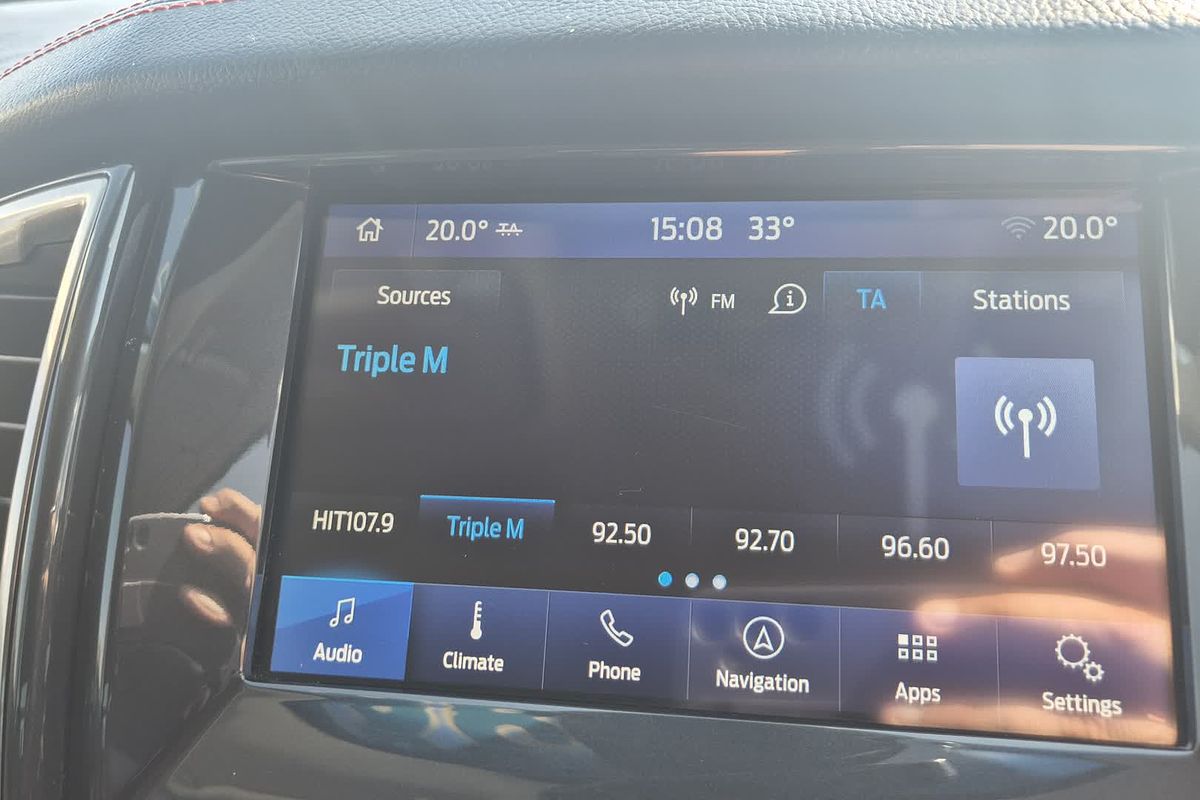 20.0° TA 15:08 33° 20.0°
Sources FM TA Stations
Triple M
HIT107.9 Triple M 92.50 92.70 96.60 97.50
Audio Climate Phone Navigation Apps Settings